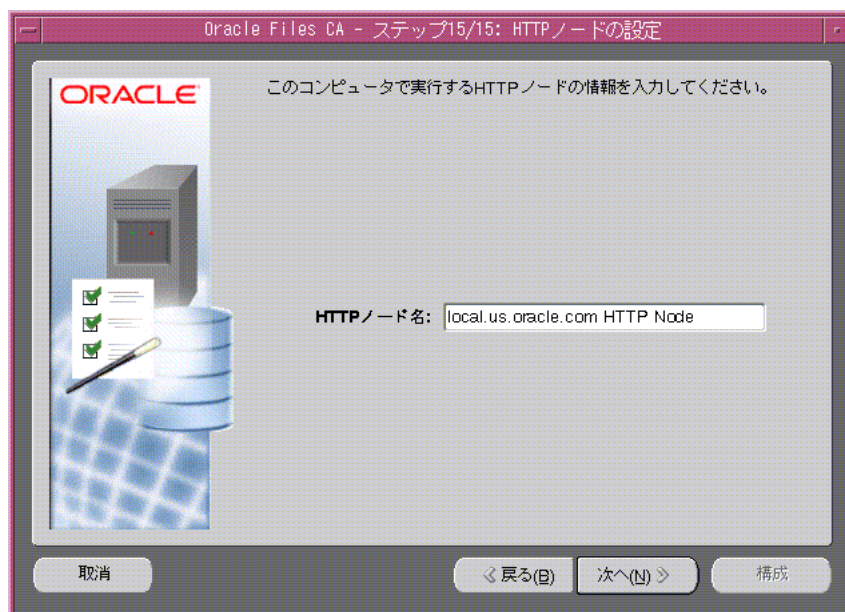 Oracle Files CA - ステップ15/15: HTTPノードの設定
ORACLE
このコンピュータで実行するHTTPノードの情報を入力してください。
HTTPノード名: local.us.oracle.com HTTP Node
取消
戻る(B)
次へ(N)
構成